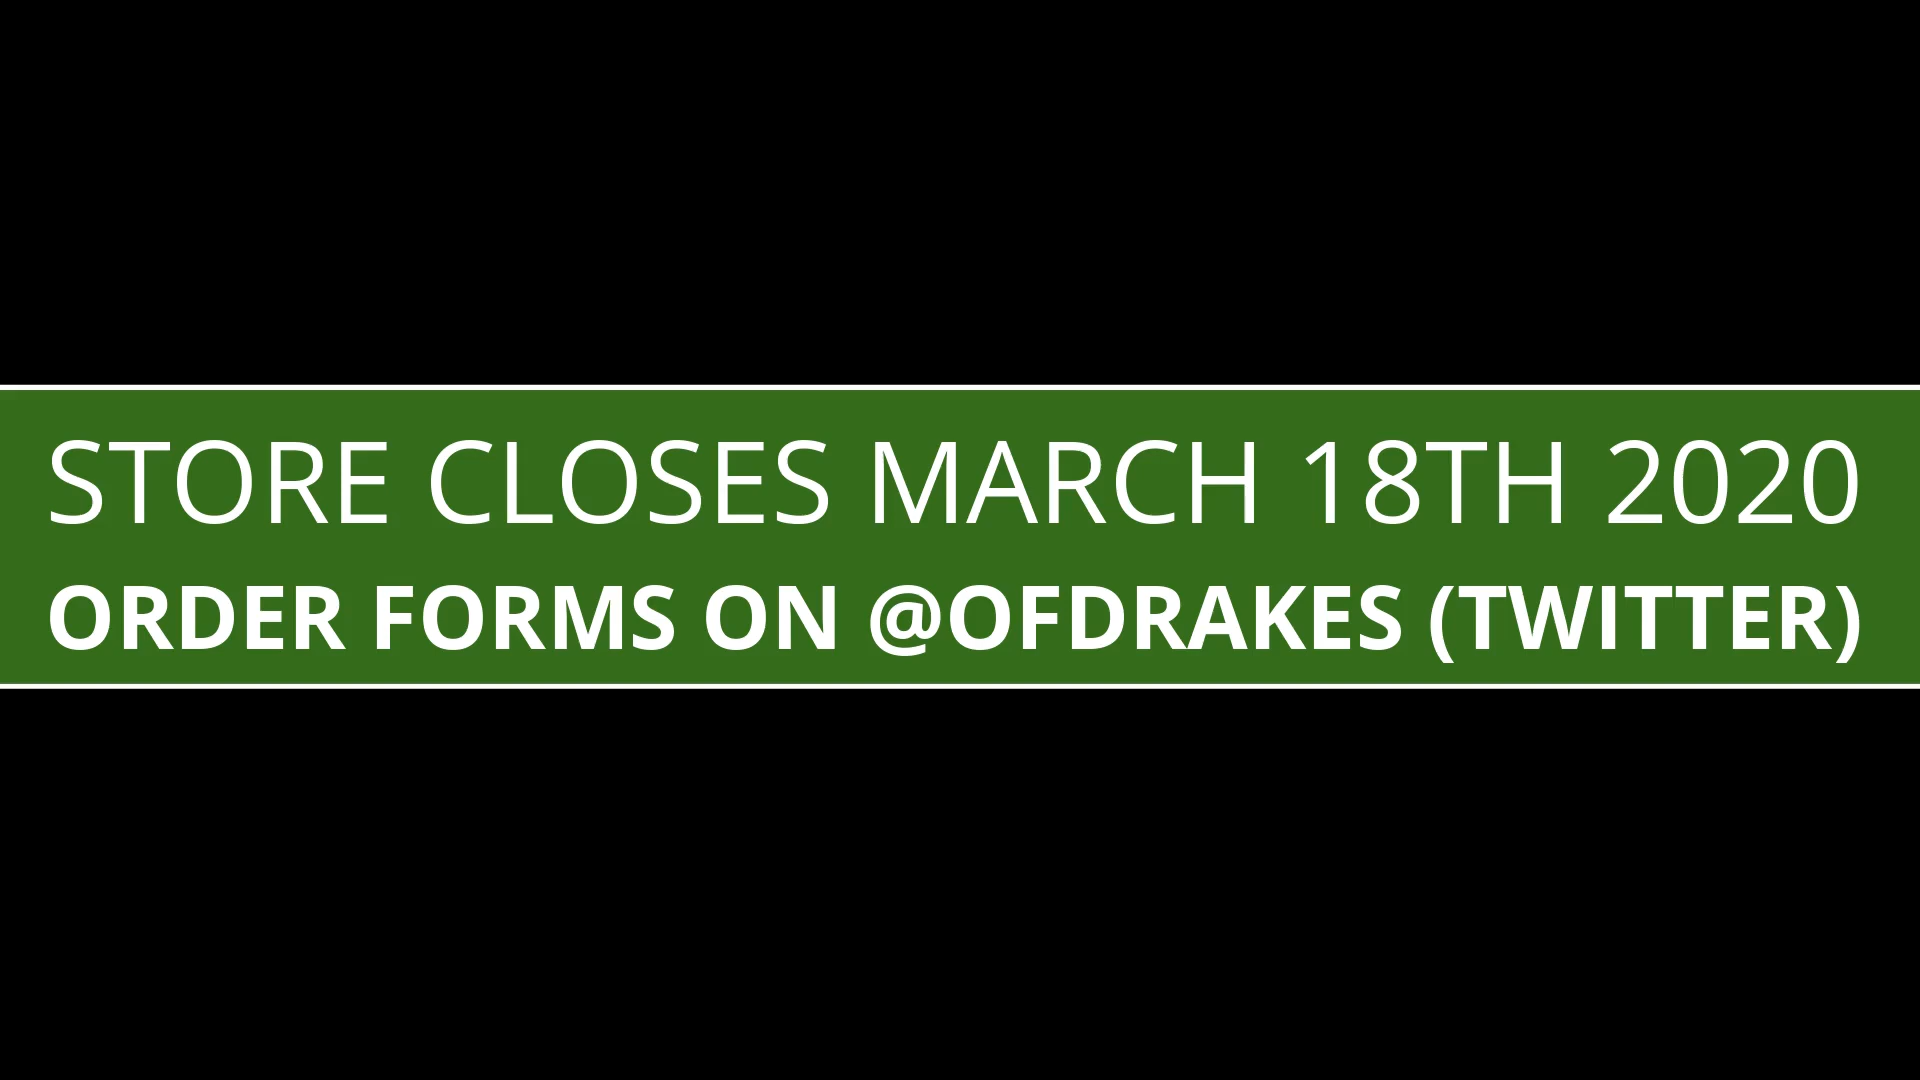 STORE CLOSES MARCH 18TH 2020
ORDER FORMS ON @OFDRAKES (TWITTER)